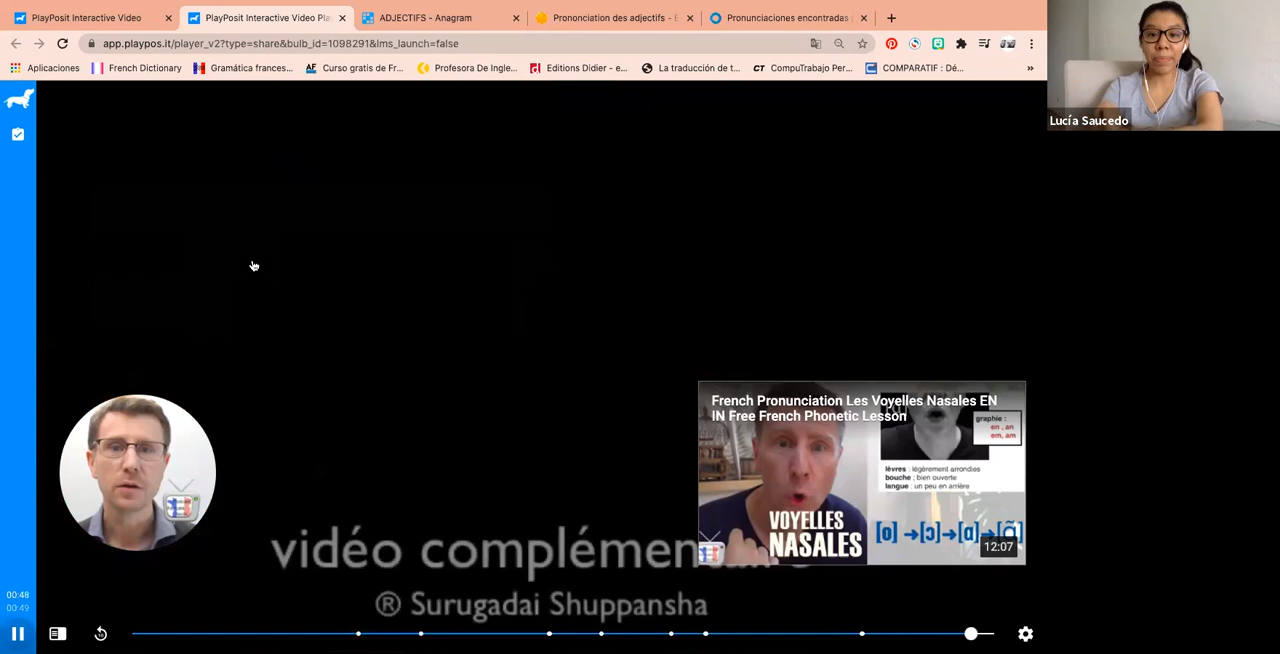 PlayPosit Interactive Video
PlayPosit Interactive Video Pla
ADJECTIFS - Anagram
Prononciation des adjectifs - E
Pronunciaciones encontradas
app.playpos.it/player_v2?type=share&bulb_id=1098291&lms_launch=false
Aplicaciones
French Dictionary
Gramática frances...
AF Curso gratis de Fr...
Profesora De Ingle...
Editions Didier - e...
La traducción de t...
CT CompuTrabajo Per...
COMPARATIF : Dé...
»
Lucía Saucedo
French Pronunciation Les Voyelles Nasales EN
IN Free French Phonetic Lesson
graphie :
en , an
em, am
lèvres : légèrement arrondies
bouche : bien ouverte
langue : un peu en arrière
VOYELLES
NASALES
[o] →[ɔ]→[ɑ]→[ɑ̃]
12:07
vidéo
® Surugadai Shuppansha
00:48
00:49